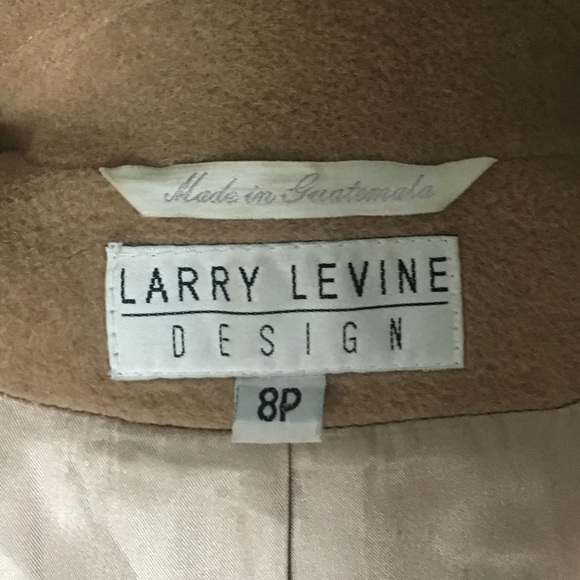 Made in Guatemala
LARRY LEVINE
DESIGN
8P